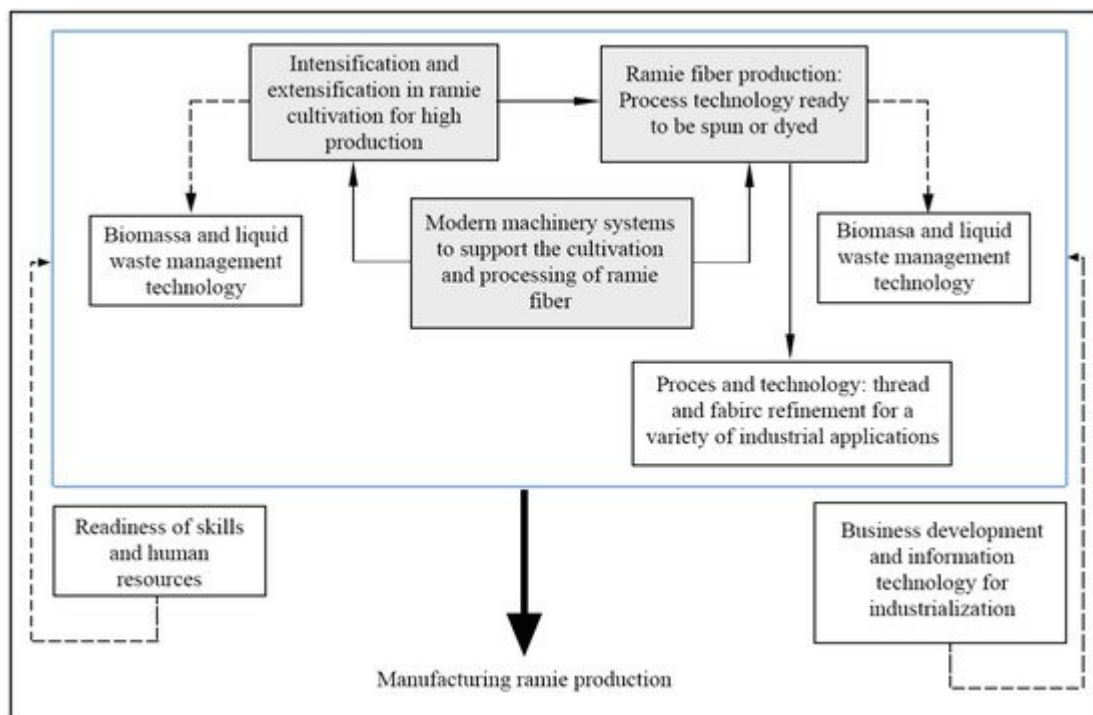 Intensification and
extensification in ramie
cultivation for high
production
Ramie fiber production:
Process technology ready
to be spun or dyed
Biomassa and liquid
waste management
technology
Modern machinery systems
to support the cultivation
and processing of ramie
fiber
Biomasa and liquid
waste management
technology
Proces and technology: thread
and fabirc refinement for a
variety of industrial applications
Readiness of skills
and human
resources
Business development
and information
technology for
industrialization
Manufacturing ramie production